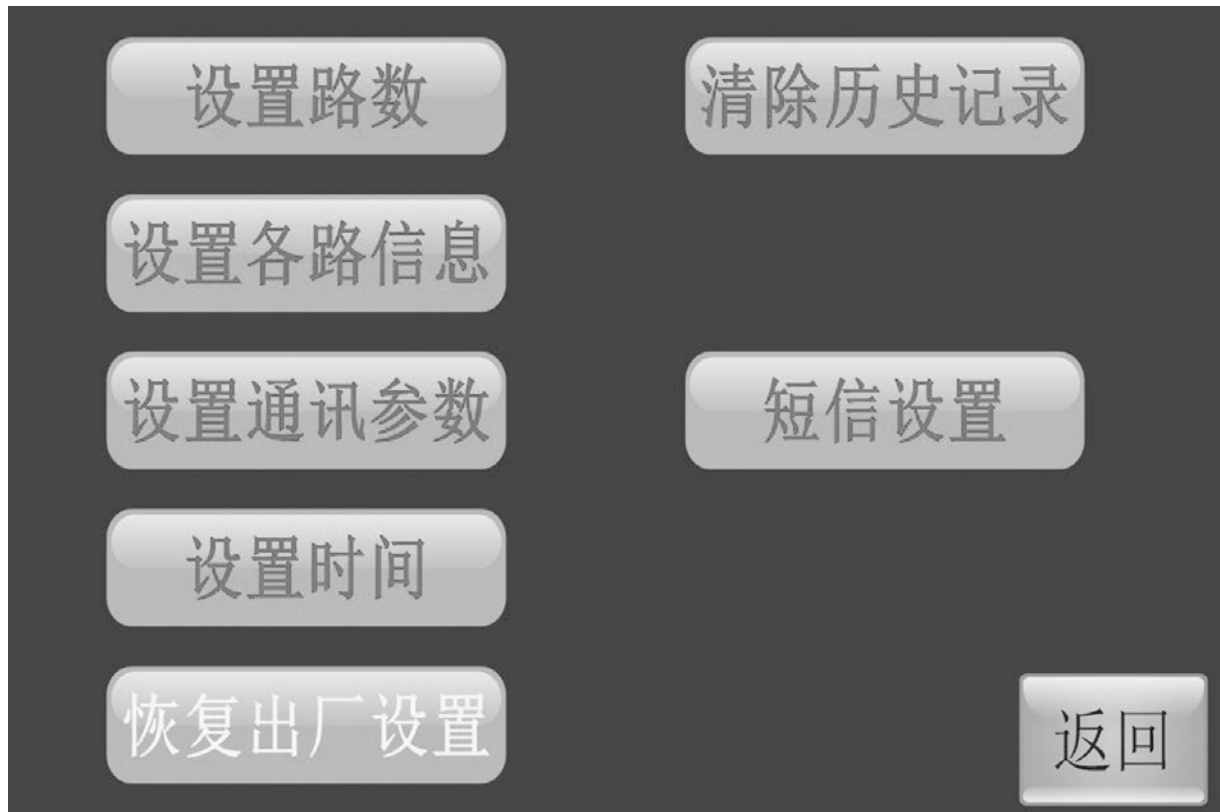 设置路数
清除历史记录
设置各路信息
设置通讯参数
短信设置
设置时间
恢复出厂设置
返回